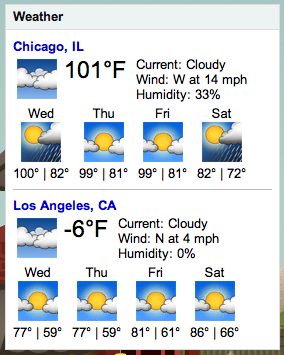 Weather
Chicago, IL
101°F
Current: Cloudy
Wind: W at 14 mph
Humidity: 33%
Wed Thu Fri Sat
100° | 82° 99° | 81° 99° | 81° 82° | 72°
Los Angeles, CA
-6°F
Current: Cloudy
Wind: N at 4 mph
Humidity: 0%
Wed Thu Fri Sat
77° | 59° 77° | 59° 81° | 61° 86° | 66°